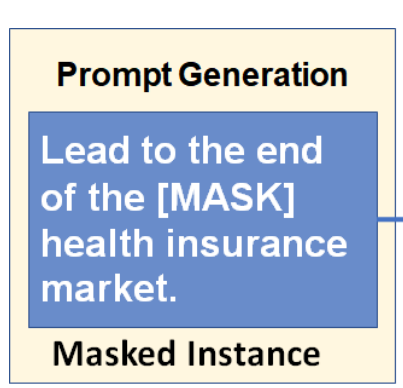 Prompt Generation
Lead to the end
of the [MASK]
health insurance
market.
Masked Instance